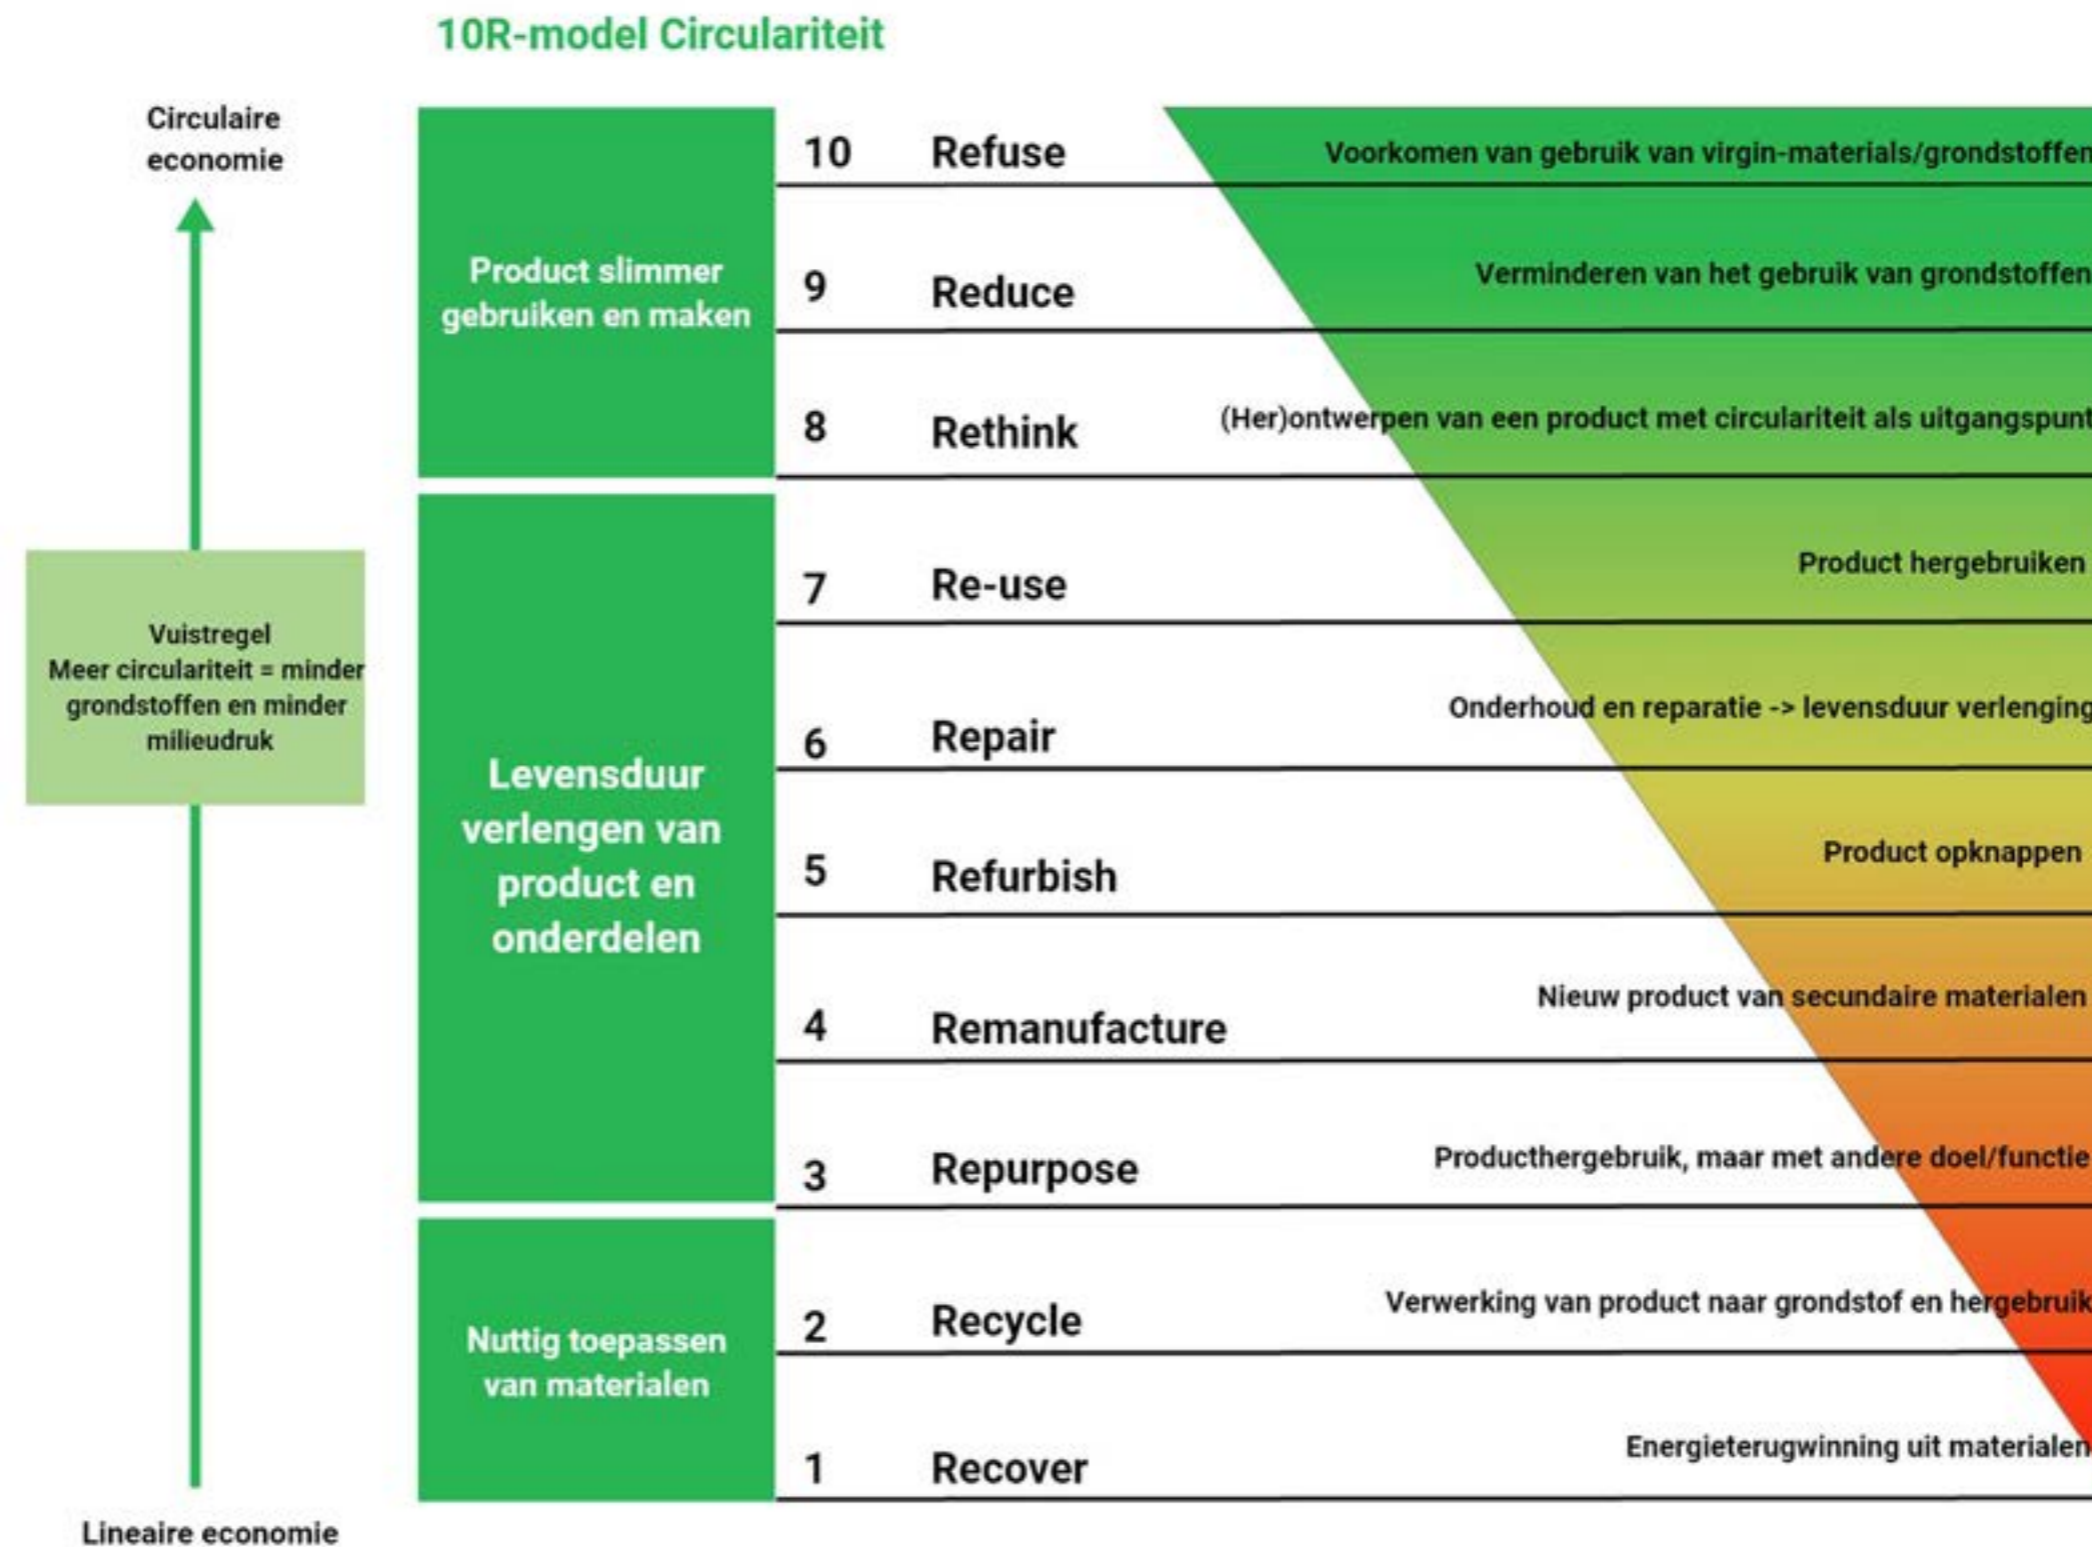 10R-model Circulariteit
Circulaire
economie
Vuistregel
Meer circulariteit = minder
grondstoffen en minder
milieudruk
Lineaire economie
Product slimmer
gebruiken en maken
10 Refuse Voorkomen van gebruik van virgin-materials/grondstoffen
9 Reduce Verminderen van het gebruik van grondstoffen
8 Rethink (Her)ontwerpen van een product met circulariteit als uitgangspunt
Levensduur
verlengen van
product en
onderdelen
7 Re-use Product hergebruiken
6 Repair Onderhoud en reparatie -> levensduur verlenging
5 Refurbish Product opknappen
4 Remanufacture Nieuw product van secundaire materialen
3 Repurpose Producthergebruik, maar met andere doel/functie
Nuttig toepassen
van materialen
2 Recycle Verwerking van product naar grondstof en hergebruik
1 Recover Energieterugwinning uit materialen